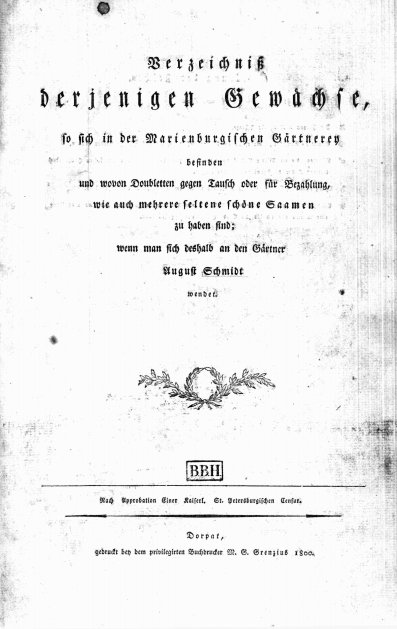 Verzeichniß
derjenigen Gewächse,
so sich in der Marienburgischen Gärtnerey
befinden
und wovon Doubletten gegen Tausch oder für Bezahlung,
wie auch mehrere seltene schöne Saamen
zu haben sind;
wenn man sich deshalb an den Gärtner
August Schmidt
wendet.
BBH
Nach Approbation Einer Kaiserl. St. Petersburgischen Censur.
Dorpat,
gedruckt bey dem privilegirten Buchdrucker M. G. Grenzius 1800.